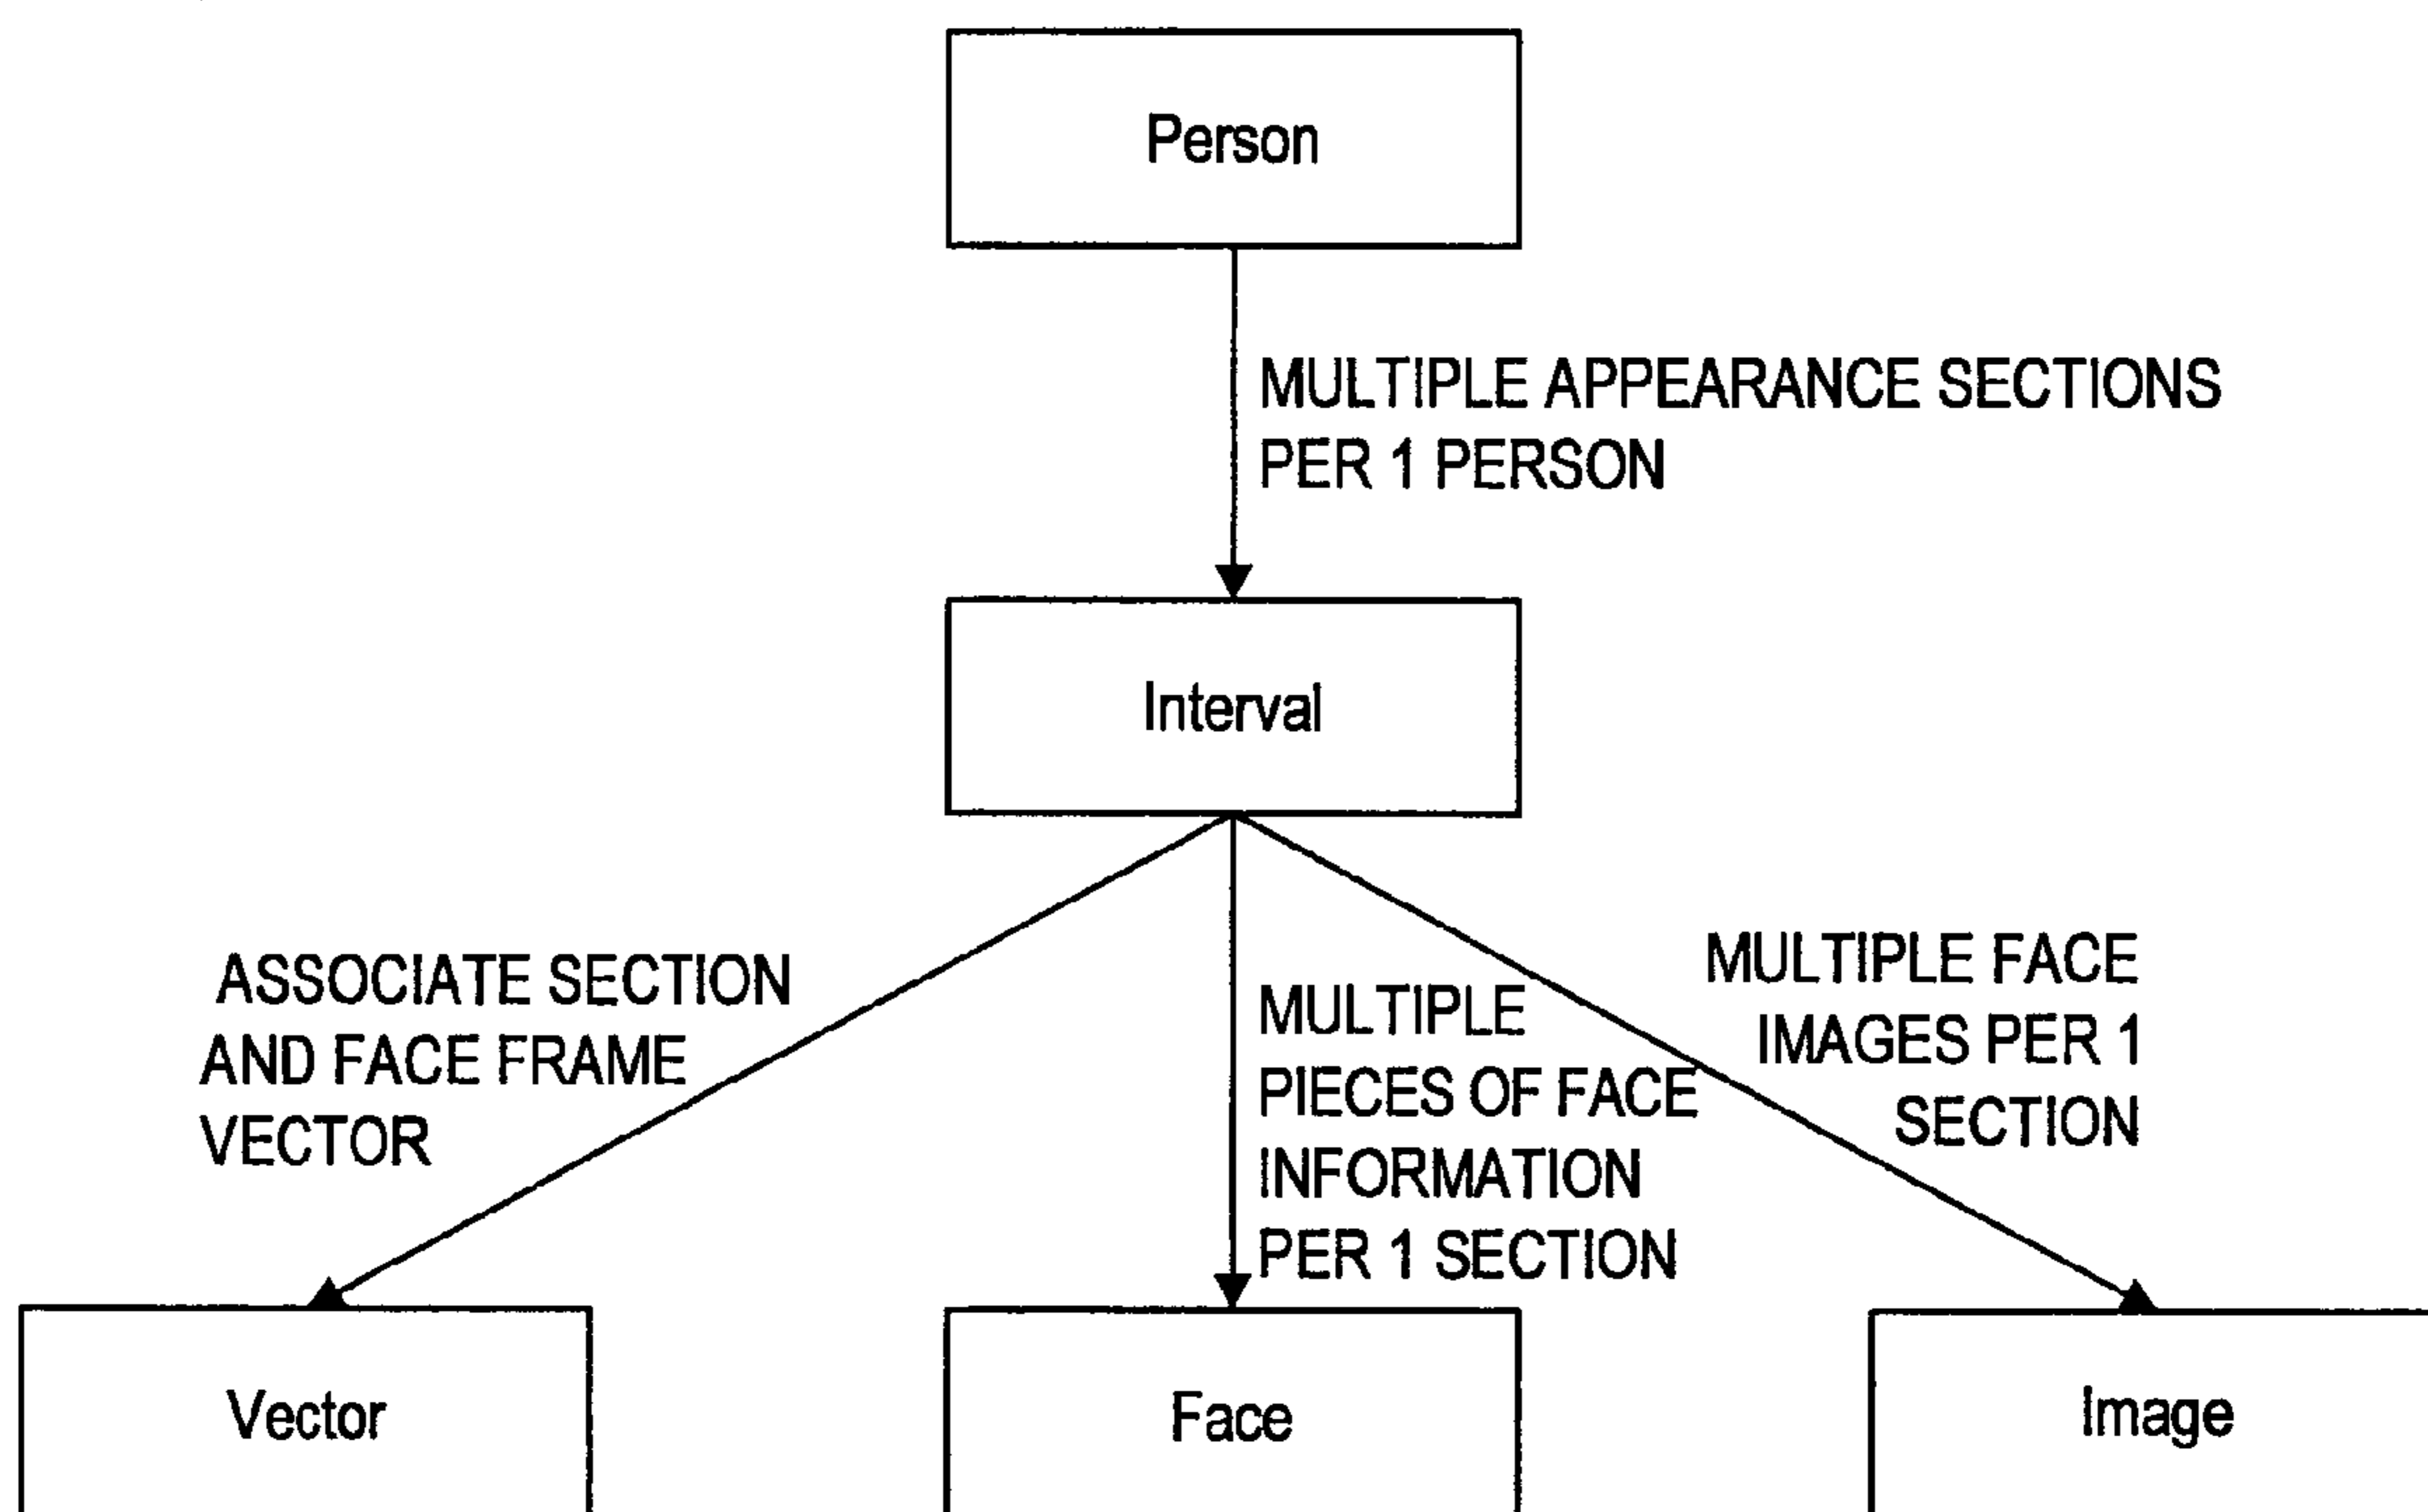 Person
MULTIPLE APPEARANCE SECTIONS
PER 1 PERSON
Interval
ASSOCIATE SECTION
AND FACE FRAME
VECTOR
MULTIPLE
PIECES OF FACE
INFORMATION
PER 1 SECTION
MULTIPLE FACE
IMAGES PER 1
SECTION
Vector
Face
Image